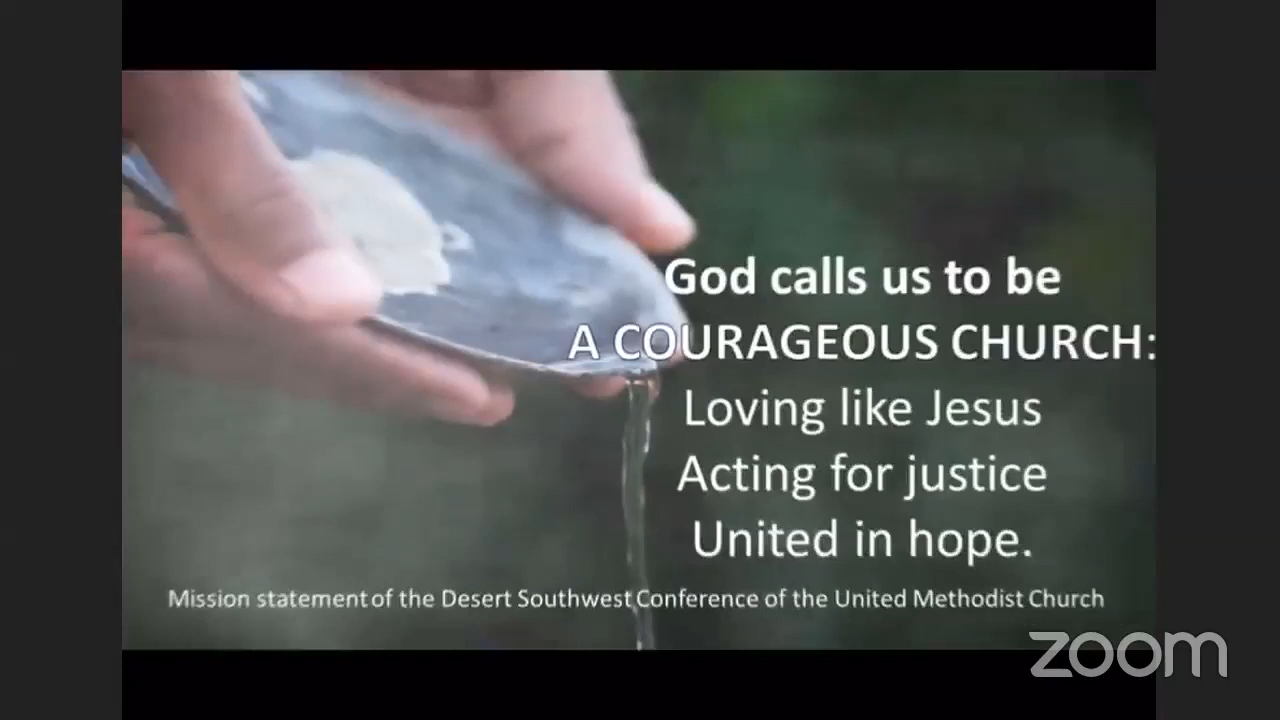 God calls us to be
A COURAGEOUS CHURCH:
Loving like Jesus
Acting for justice
United in hope.
Mission statement of the Desert Southwest Conference of the United Methodist Church
zoom